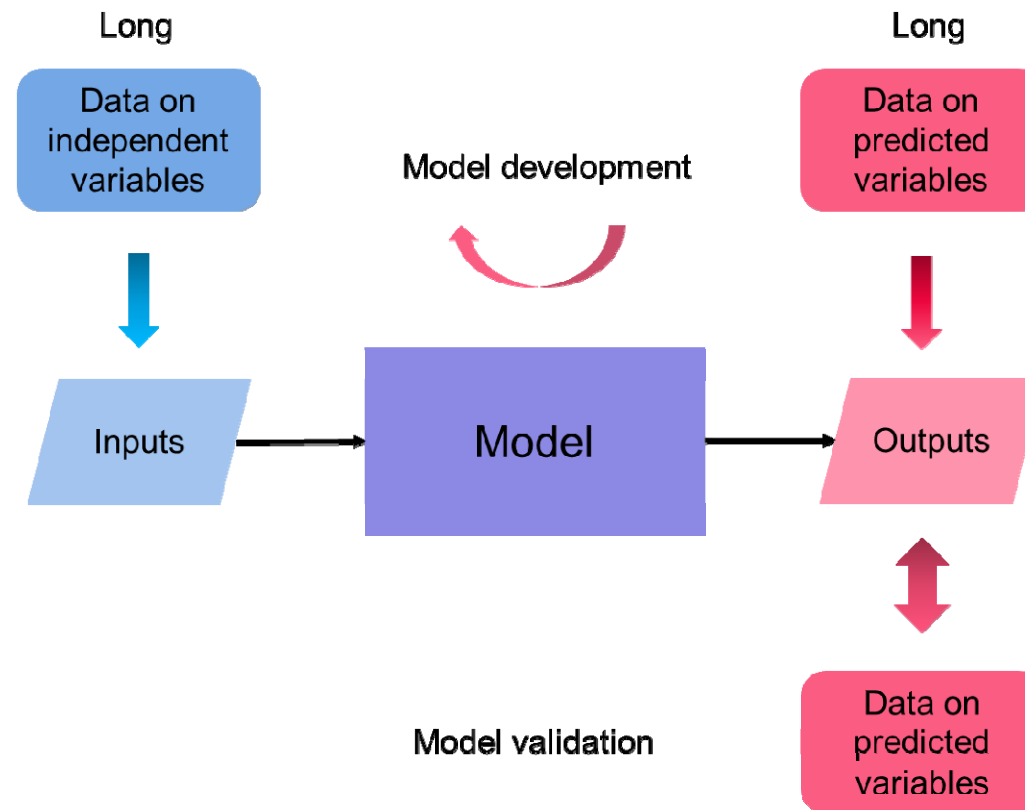 Long
Data on
independent
variables
Model development
Long
Data on
predicted
variables
Inputs
Model
Outputs
Model validation
Data on
predicted
variables